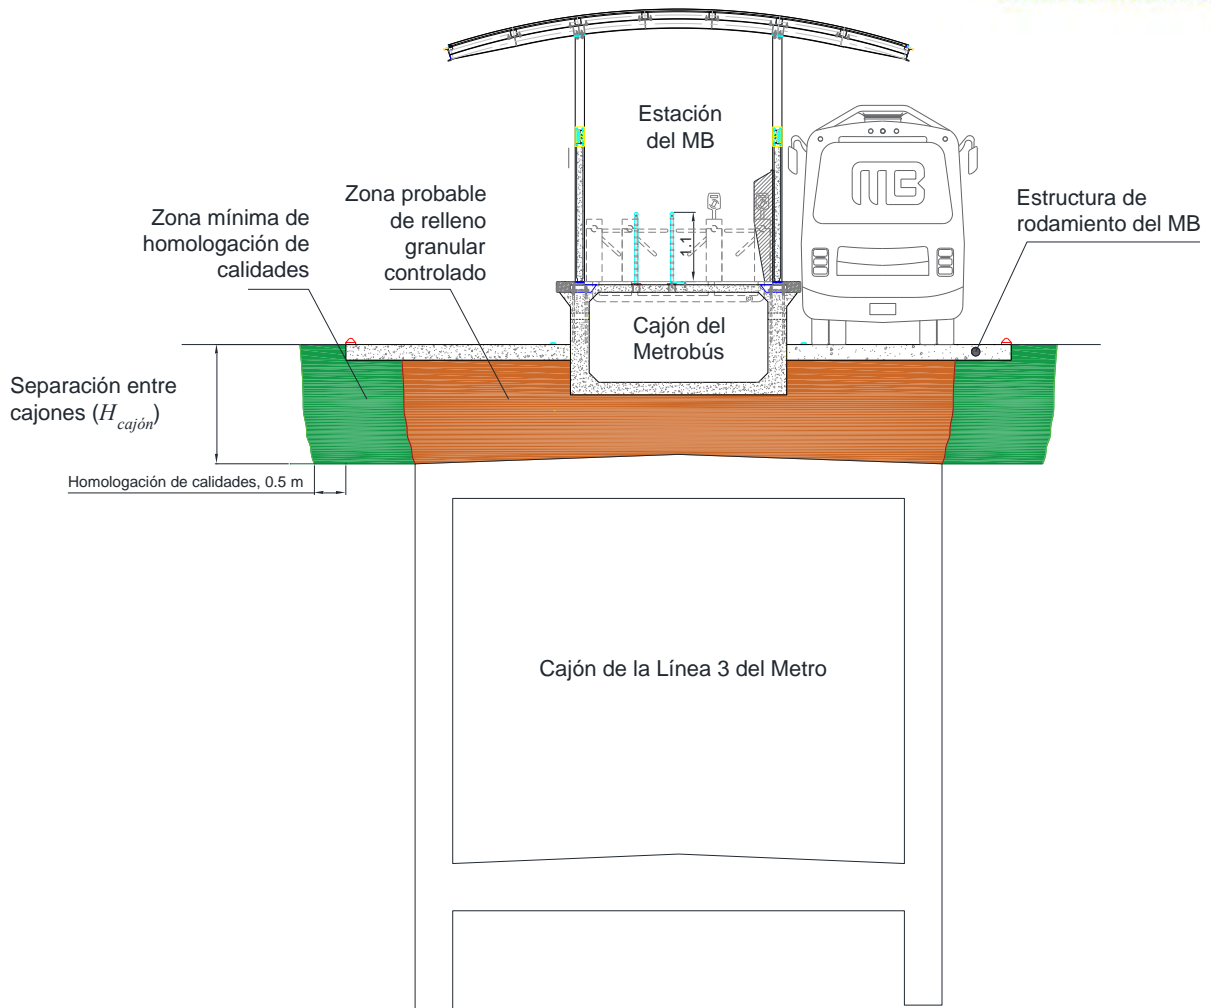 Estación
del MB
MB
Zona probable
de relleno
granular
controlado
Zona mínima de
homologación de
calidades
Estructura de
rodamiento del MB
1.1
Cajón del
Metrobús
Separación entre
cajones (H_cajón)
Homologación de calidades, 0.5 m
Cajón de la Línea 3 del Metro